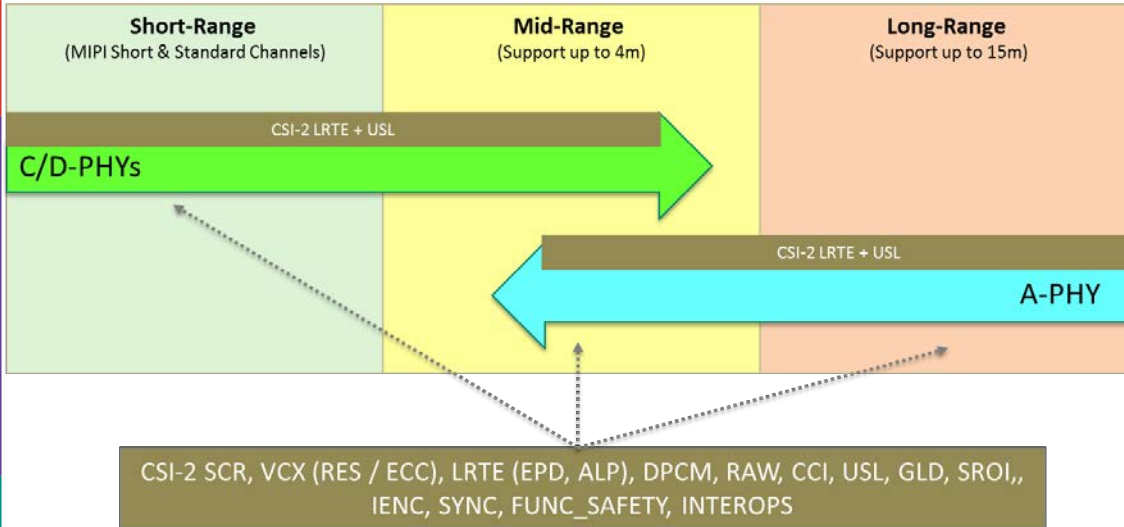 Short-Range
(MIPI Short & Standard Channels)
Mid-Range
(Support up to 4m)
Long-Range
(Support up to 15m)
CSI-2 LRTE + USL
C/D-PHYs
CSI-2 LRTE + USL
A-PHY
CSI-2 SCR, VCX (RES / ECC), LRTE (EPD, ALP), DPCM, RAW, CCI, USL, GLD, SROI,,
IENC, SYNC, FUNC_SAFETY, INTEROPS